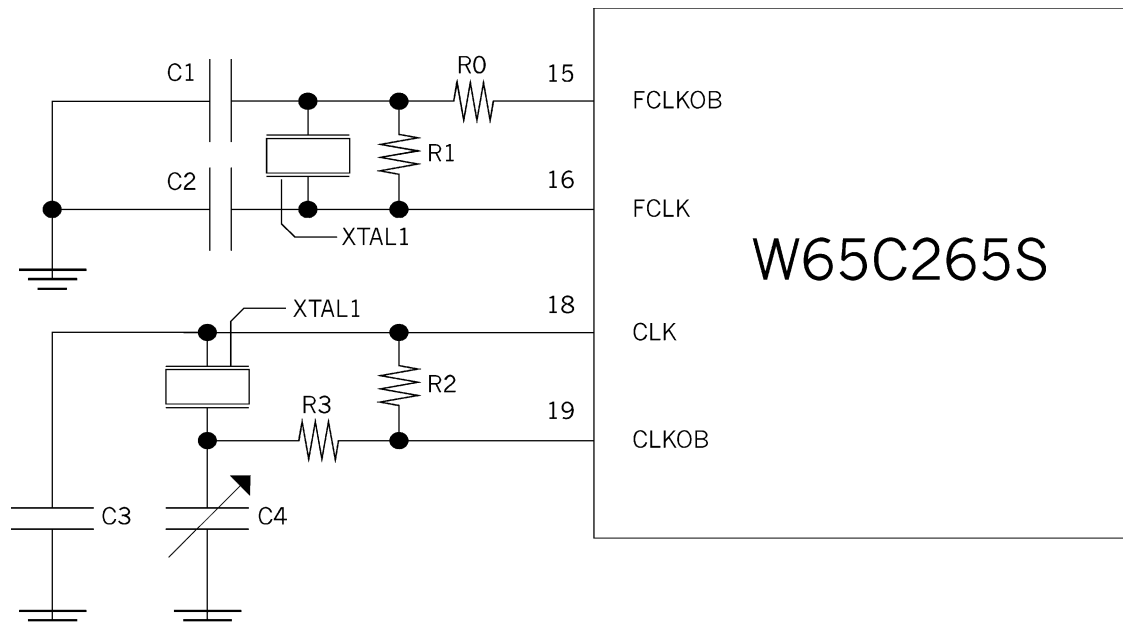 C1
R0
15
FCLKOB
R1
C2
16
FCLK
XTAL1
W65C265S
XTAL1
18
CLK
R2
R3
19
CLKOB
C3
C4